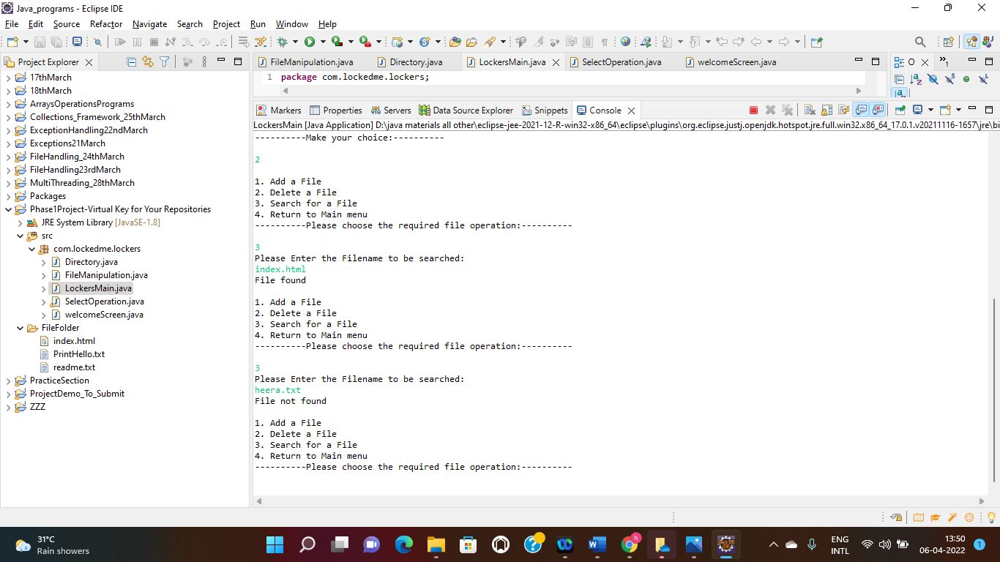 Java_programs - Eclipse IDE
File Edit Source Refactor Navigate Search Project Run Window Help
Project Explorer
17thMarch
18thMarch
ArraysOperationsPrograms
Collections_Framework_25thMarch
ExceptionHandling22ndMarch
Exceptions21March
FileHandling_24thMarch
FileHandling23rdMarch
MultiThreading_28thMarch
Packages
Phase1Project-Virtual Key for Your Repositories
JRE System Library [JavaSE-1.8]
src
com.lockedme.lockers
Directory.java
FileManipulation.java
LockersMain.java
SelectOperation.java
welcomeScreen.java
FileFolder
index.html
PrintHello.txt
readme.txt
PracticeSection
ProjectDemo_To_Submit
ZZZ
FileManipulation.java Directory.java LockersMain.java SelectOperation.java welcomeScreen.java
1 package com.lockedme.lockers;
O
1
Markers Properties Servers Data Source Explorer Snippets Console
LockersMain [Java Application] D:\java materials all other\eclipse-jee-2021-12-R-win32-x86_64\eclipse\plugins\org.eclipse.justj.openjdk.hotspot.jre.full.win32.x86_64_17.0.1.v20211116-1657\jre\bi
----------Make your choice:----------
2
1. Add a File
2. Delete a File
3. Search for a File
4. Return to Main menu
----------Please choose the required file operation:----------
3
Please Enter the Filename to be searched:
index.html
File found
1. Add a File
2. Delete a File
3. Search for a File
4. Return to Main menu
----------Please choose the required file operation:----------
3
Please Enter the Filename to be searched:
heera.txt
File not found
1. Add a File
2. Delete a File
3. Search for a File
4. Return to Main menu
----------Please choose the required file operation:----------
31°C
Rain showers
ENG
INTL
13:50
06-04-2022
1